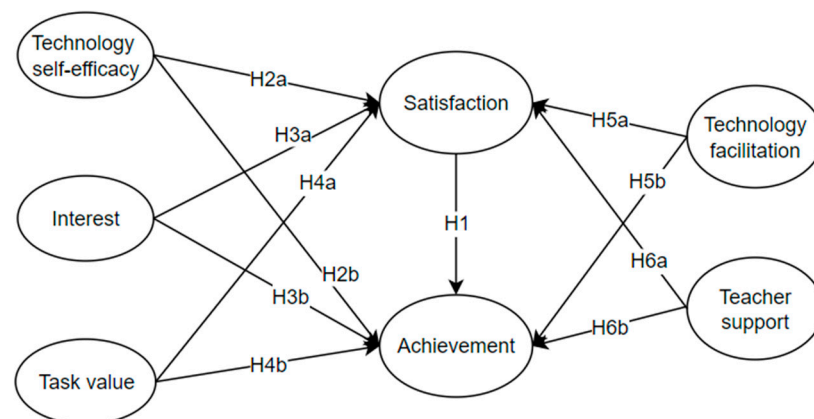 Technology
self-efficacy
H2a
Satisfaction
H5a
Technology
facilitation
H3a
H4a
H5b
Interest
H1
H2b
H6a
H3b
H6b
Teacher
support
Achievement
H4b
Task value